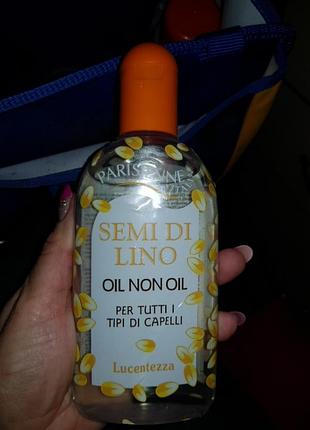 PARISIENNE
SEMI DI
LINO
OIL NON OIL
PER TUTTI I
TIPI DI CAPELLI
Lucentezza